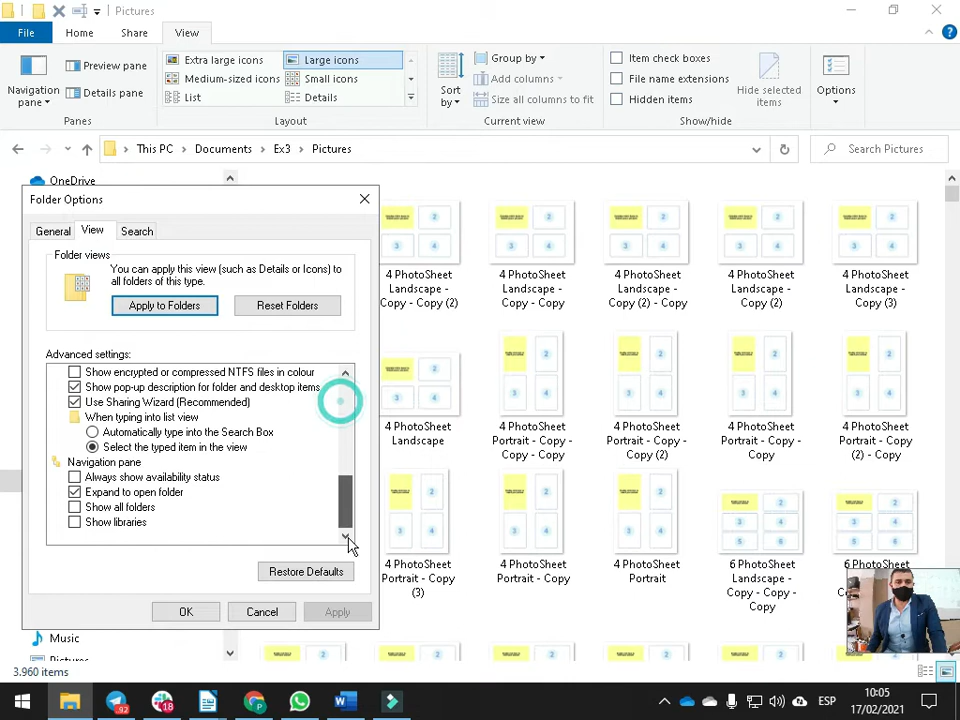 Pictures
File
Home
Share
View
Navigation pane
Preview pane
Details pane
Panes
Extra large icons
Large icons
Medium-sized icons
Small icons
List
Details
Layout
Sort by
Group by
Add columns
Size all columns to fit
Current view
Item check boxes
File name extensions
Hidden items
Hide selected items
Show/hide
Options
This PC > Documents > Ex3 > Pictures
Search Pictures
OneDrive
Folder Options
General
View
Search
Folder views
You can apply this view (such as Details or Icons) to
all folders of this type.
Apply to Folders
Reset Folders
Advanced settings:
Show encrypted or compressed NTFS files in colour
Show pop-up description for folder and desktop items
Use Sharing Wizard (Recommended)
When typing into list view
Automatically type into the Search Box
Select the typed item in the view
Navigation pane
Always show availability status
Expand to open folder
Show all folders
Show libraries
Restore Defaults
OK
Cancel
Apply
4 PhotoSheet
Landscape -
Copy - Copy (2)
4 PhotoSheet
Landscape -
Copy - Copy
4 PhotoSheet
Landscape -
Copy (2) - Copy
4 PhotoSheet
Landscape -
Copy (2)
4 PhotoSheet
Landscape -
Copy (3)
4 PhotoSheet
Landscape
4 PhotoSheet
Portrait - Copy -
Copy (2)
4 PhotoSheet
Portrait - Copy -
Copy (2)
4 PhotoSheet
Portrait - Copy -
Copy
4 PhotoSheet
Portrait - Copy
(2) - Copy
4 PhotoSheet
Portrait - Copy
(3)
4 PhotoSheet
Portrait - Copy
4 PhotoSheet
Portrait
6 PhotoSheet
Landscape -
Copy - Copy -
Copy
Music
3.960 items
92
18
ESP
10:05
17/02/2021